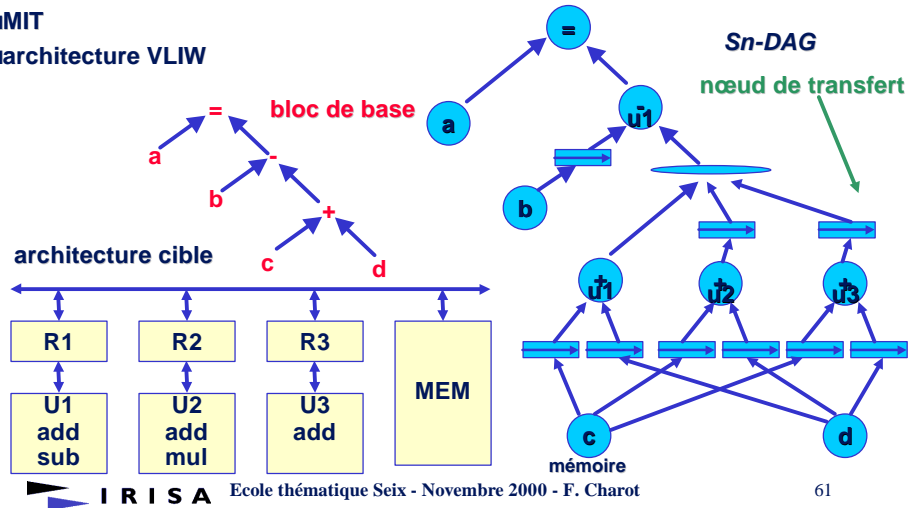 MIT
architecture VLIW
Sn-DAG
nœud de transfert
bloc de base
=
a
-
b
+
c
d
=
a
-
u1
b
+
u1
+
u2
+
u3
c
d
mémoire
architecture cible
R1
R2
R3
MEM
U1
add
sub
U2
add
mul
U3
add
IRISA
Ecole thématique Seix - Novembre 2000 - F. Charot
61